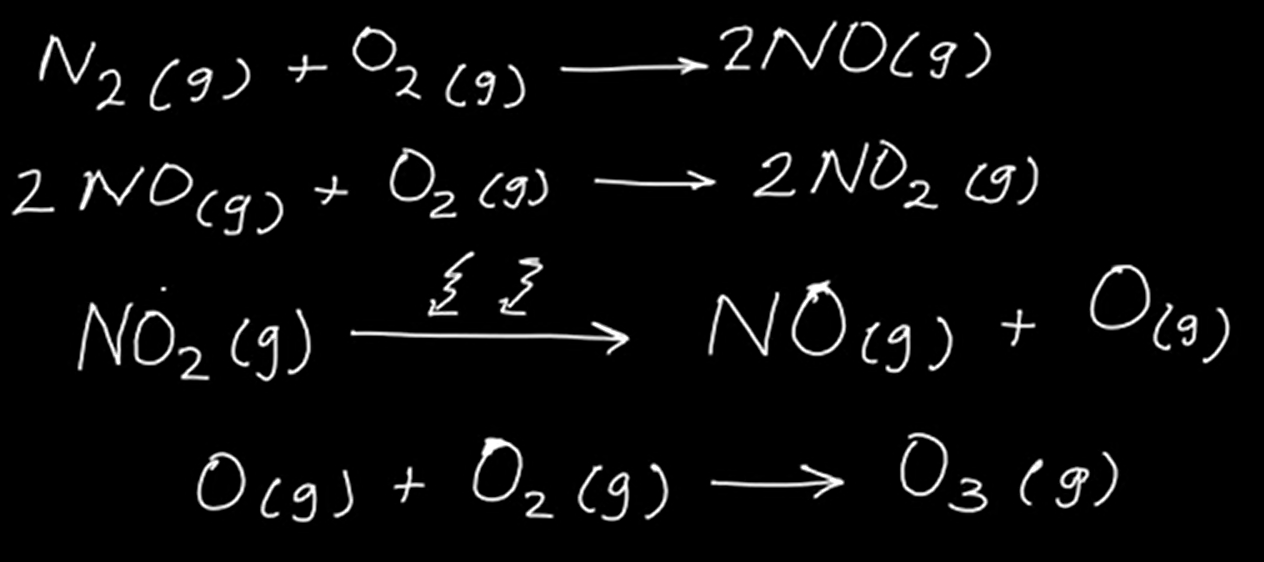 N₂(g) + O₂(g) → 2NO(g)
2NO(g) + O₂(g) → 2NO₂(g)
NO₂(g) → NO(g) + O(g)
O(g) + O₂(g) → O₃(g)